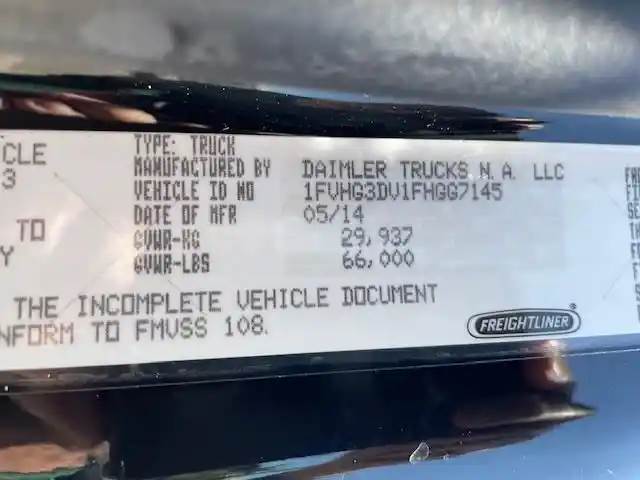 CLE
3
TO
Y
TYPE: TRUCK
MANUFACTURED BY DAIMLER TRUCKS N. A. LLC
VEHICLE ID NO 1FVHG3DV1FHGG7145
DATE OF MFR 05/14
GVWR-KG 29,937
GVWR-LBS 66,000
THE INCOMPLETE VEHICLE DOCUMENT
NFORM TO FMVSS 108.
FREIGHTLINER